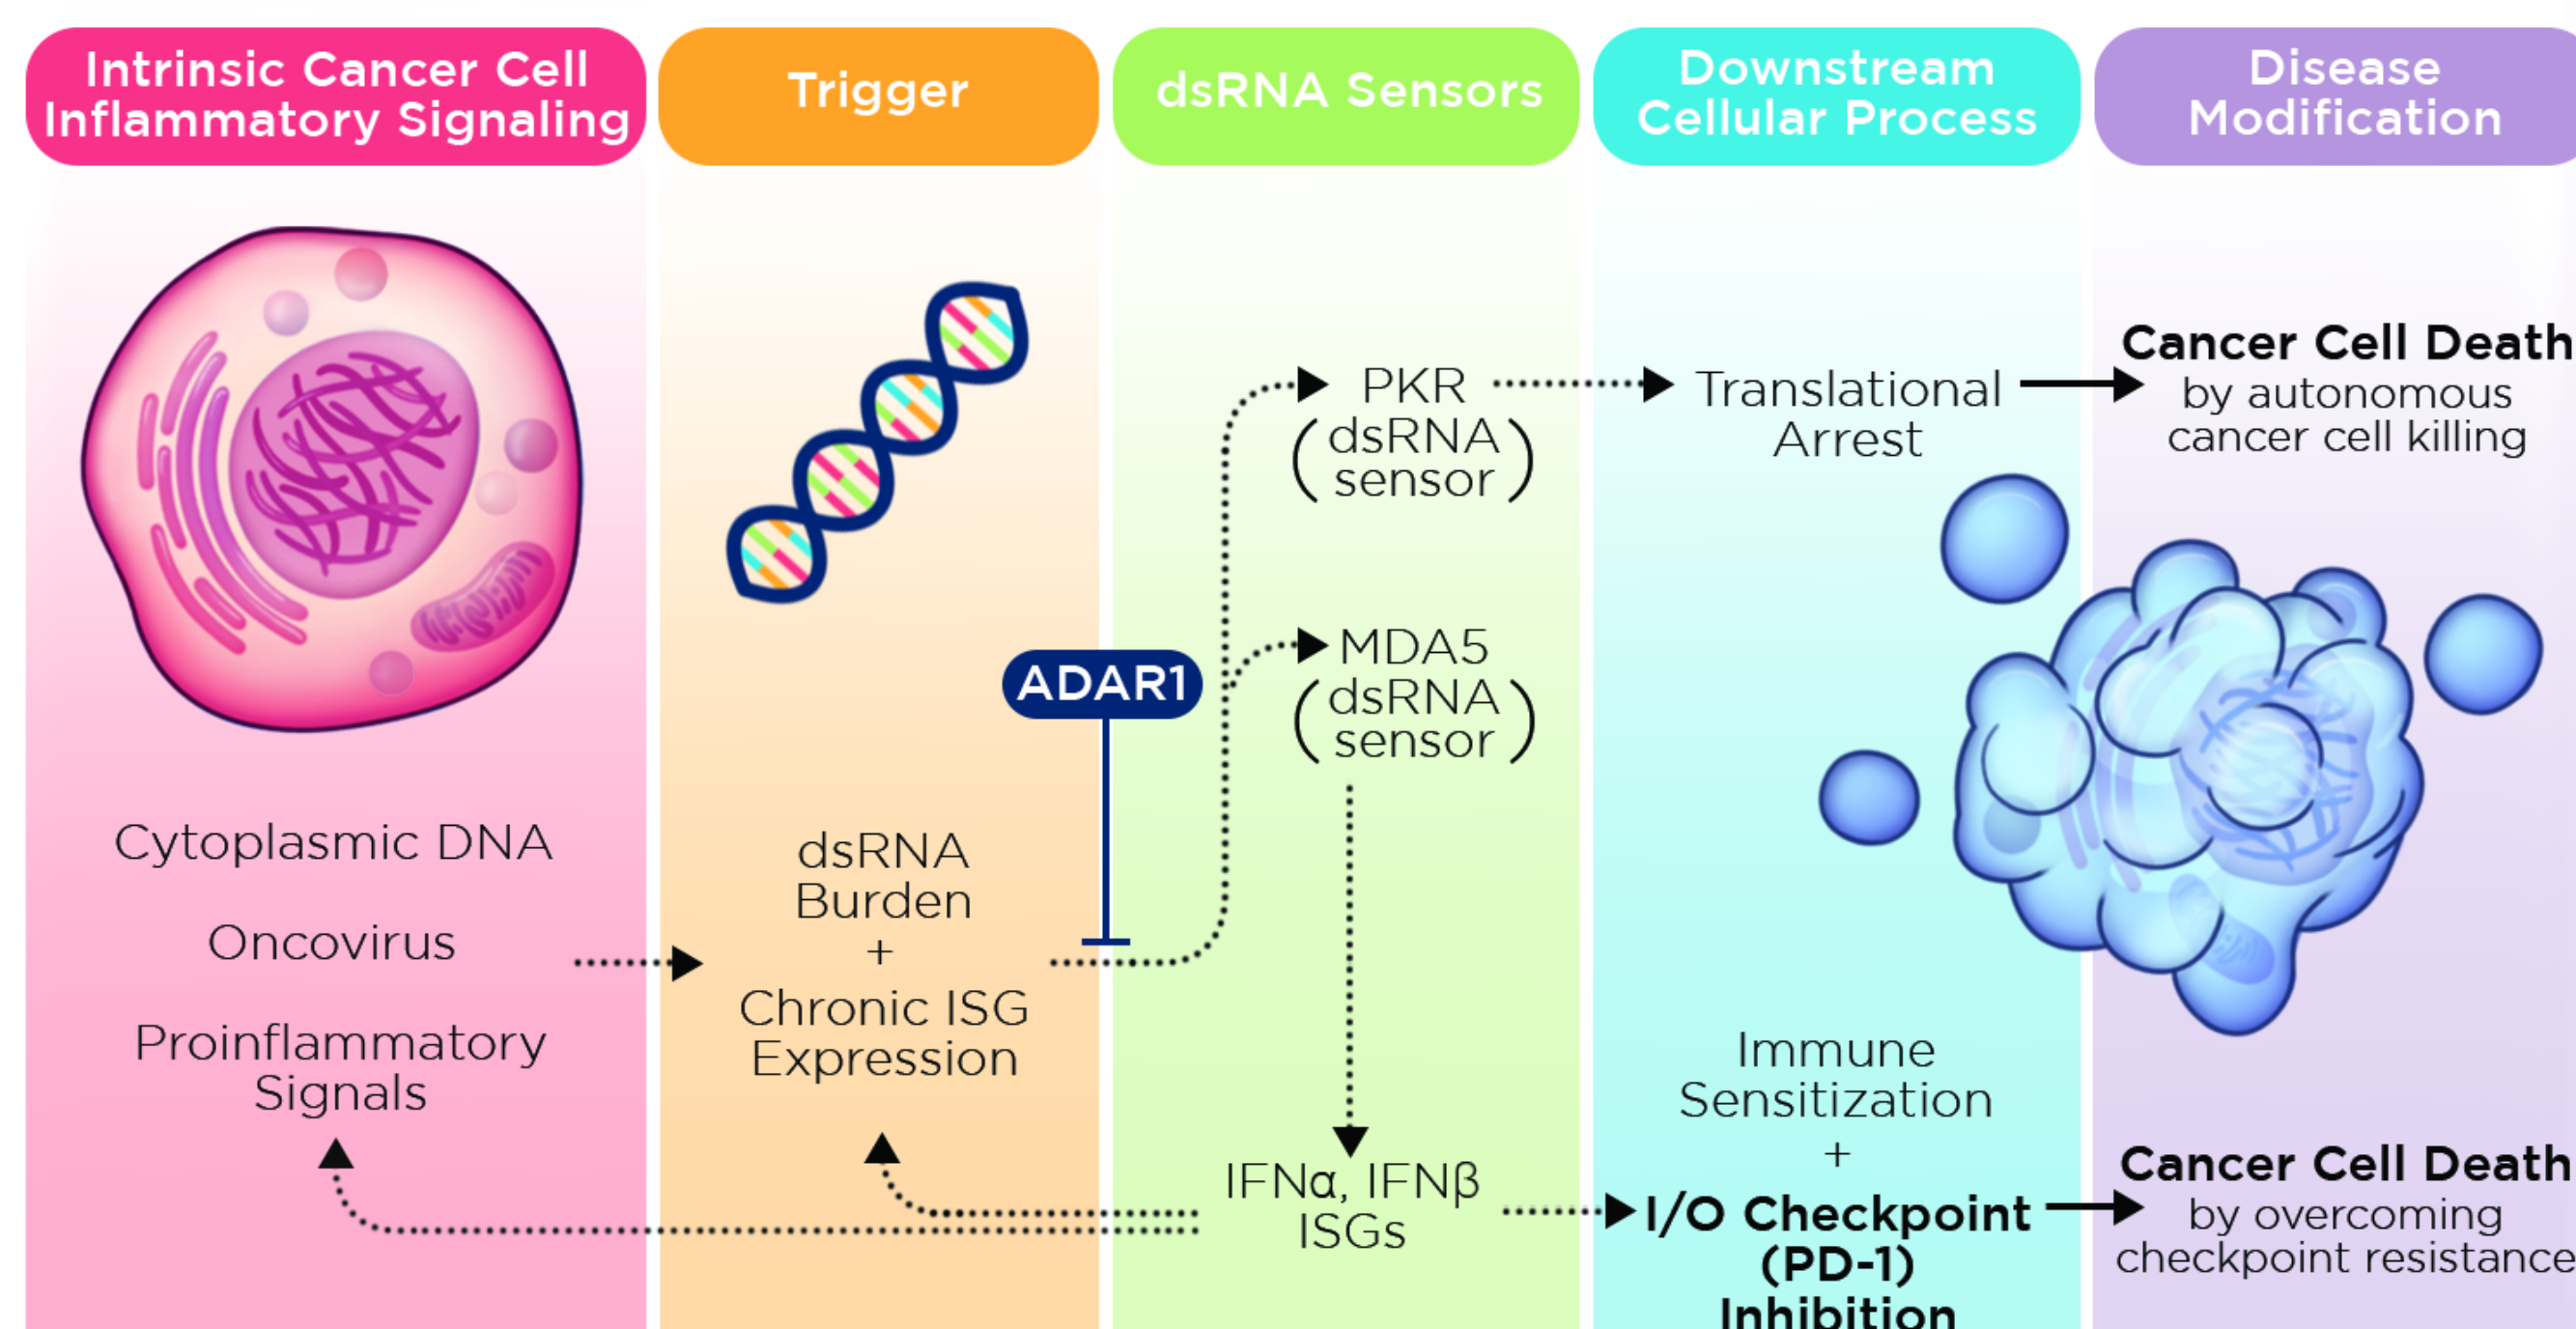 Intrinsic Cancer Cell
Inflammatory Signaling
Trigger
dsRNA Sensors
Downstream
Cellular Process
Disease
Modification
Cytoplasmic DNA
Oncovirus
Proinflammatory
Signals
dsRNA
Burden
+
Chronic ISG
Expression
ADAR1
PKR
(dsRNA
sensor)
MDA5
(dsRNA
sensor)
IFNα, IFNβ
ISGs
Translational
Arrest
Immune
Sensitization
+
I/O Checkpoint
(PD-1)
Inhibition
Cancer Cell Death
by autonomous
cancer cell killing
Cancer Cell Death
by overcoming
checkpoint resistance